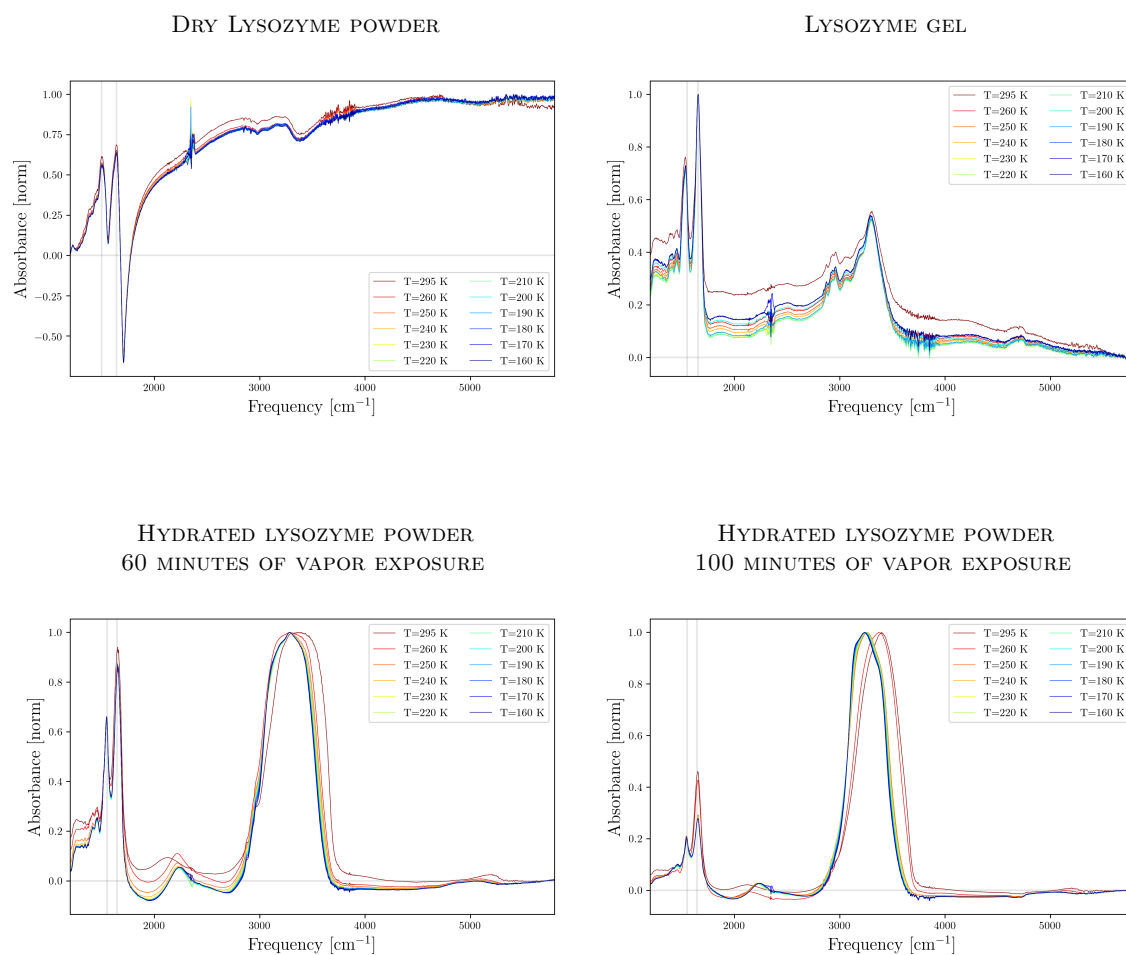 Dry Lysozyme powder
Absorbance [norm]
1.00
0.75
0.50
0.25
0.00
−0.25
−0.50
T=295 K
T=260 K
T=250 K
T=240 K
T=230 K
T=220 K
T=210 K
T=200 K
T=190 K
T=180 K
T=170 K
T=160 K
2000 3000 4000 5000
Frequency [cm⁻¹]
Lysozyme gel
Absorbance [norm]
1.0
0.8
0.6
0.4
0.2
0.0
T=295 K
T=260 K
T=250 K
T=240 K
T=230 K
T=220 K
T=210 K
T=200 K
T=190 K
T=180 K
T=170 K
T=160 K
2000 3000 4000 5000
Frequency [cm⁻¹]
Hydrated lysozyme powder
60 minutes of vapor exposure
Absorbance [norm]
1.0
0.8
0.6
0.4
0.2
0.0
T=295 K
T=260 K
T=250 K
T=240 K
T=230 K
T=220 K
T=210 K
T=200 K
T=190 K
T=180 K
T=170 K
T=160 K
2000 3000 4000 5000
Frequency [cm⁻¹]
Hydrated lysozyme powder
100 minutes of vapor exposure
Absorbance [norm]
1.0
0.8
0.6
0.4
0.2
0.0
T=295 K
T=260 K
T=250 K
T=240 K
T=230 K
T=220 K
T=210 K
T=200 K
T=190 K
T=180 K
T=170 K
T=160 K
2000 3000 4000 5000
Frequency [cm⁻¹]